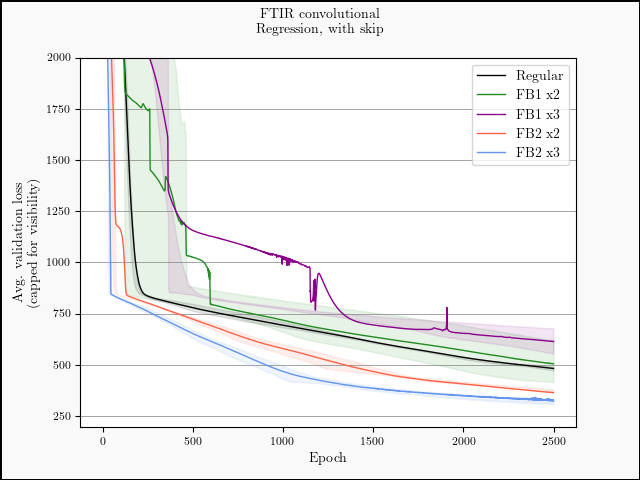 FTIR convolutional
Regression, with skip
2000
1750
1500
1250
1000
750
500
250
Avg. validation loss
(capped for visibility)
Regular
FB1 x2
FB1 x3
FB2 x2
FB2 x3
0
500
1000
1500
2000
2500
Epoch